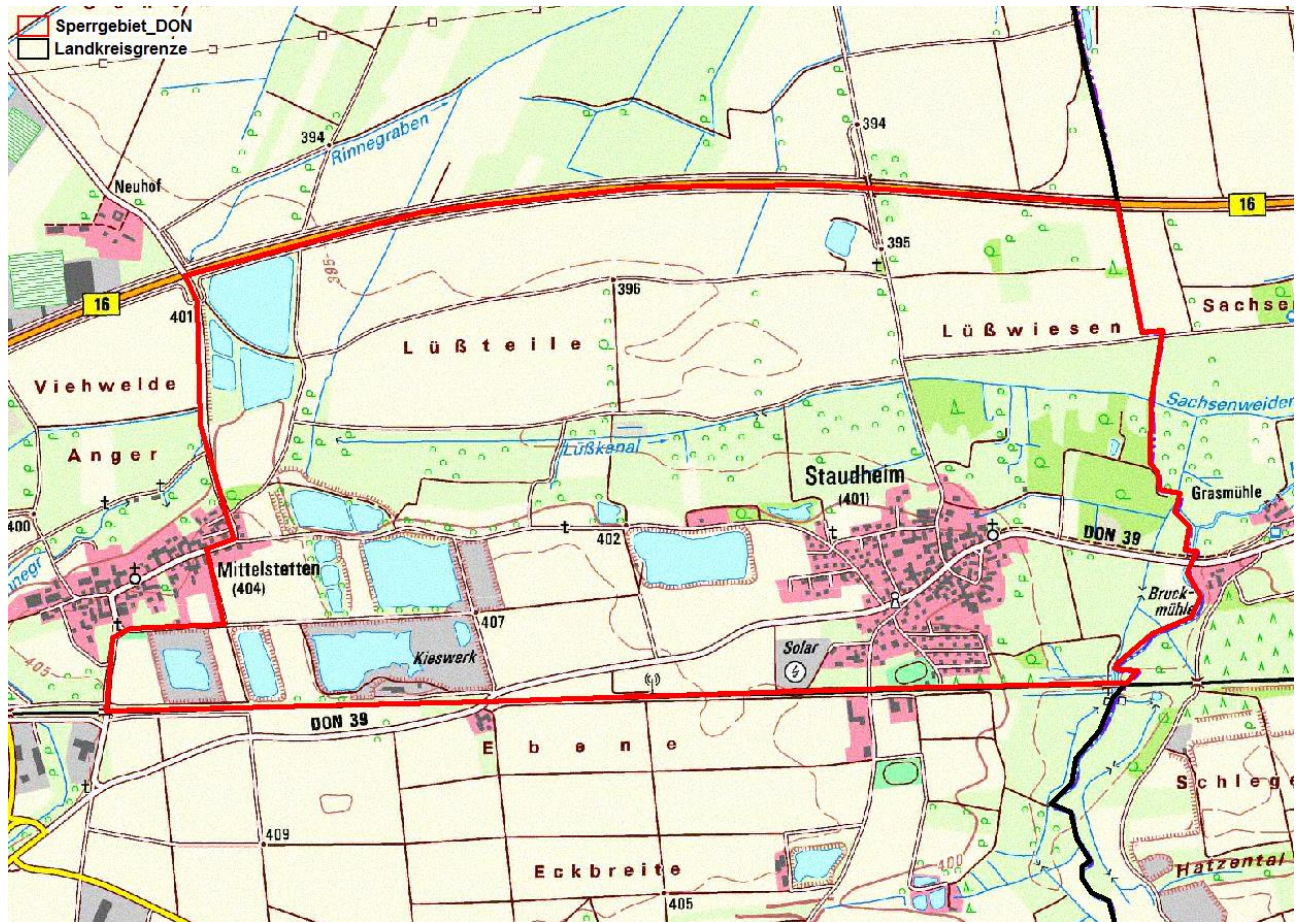 Sperrgebiet_DON
Landkreisgrenze
394
Rinnegraben
394
Neuhof
16
395
395
396
16
401
Lüßteile
Lüßwiesen
Viehwelde
Anger
Sachsenweider
Lüßkanal
Staudheim
(401)
Grasmühle
400
402
DON 39
Mittelstetten
(404)
Bruck-
mühle
407
405
Kieswerk
Solar
DON 39
Ebene
Schlege
409
Eckbreite
400
Hatzental
405